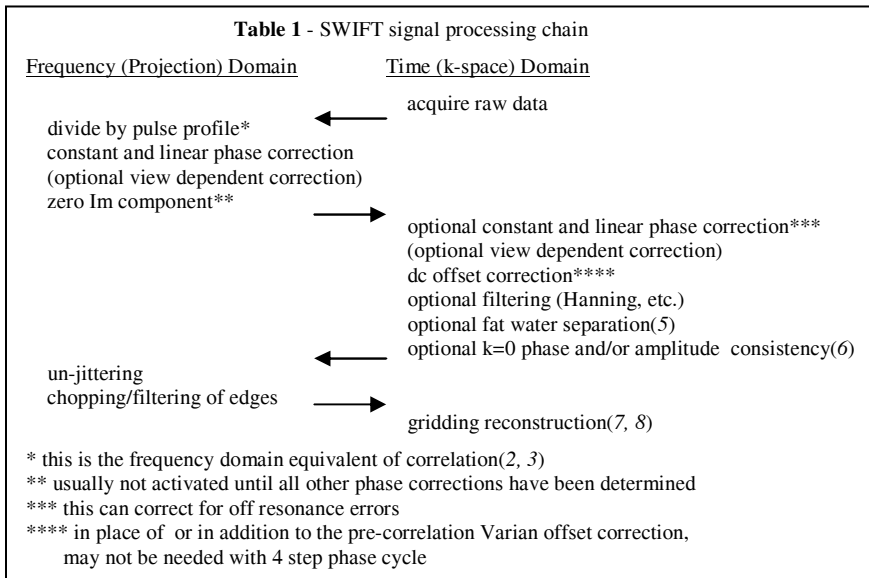 Table 1 - SWIFT signal processing chain
Frequency (Projection) Domain
Time (k-space) Domain
acquire raw data
divide by pulse profile*
constant and linear phase correction
(optional view dependent correction)
zero Im component**
optional constant and linear phase correction***
(optional view dependent correction)
dc offset correction****
optional filtering (Hanning, etc.)
optional fat water separation(5)
optional k=0 phase and/or amplitude consistency(6)
un-jittering
chopping/filtering of edges
gridding reconstruction(7, 8)
* this is the frequency domain equivalent of correlation(2, 3)
** usually not activated until all other phase corrections have been determined
*** this can correct for off resonance errors
**** in place of or in addition to the pre-correlation Varian offset correction,
may not be needed with 4 step phase cycle